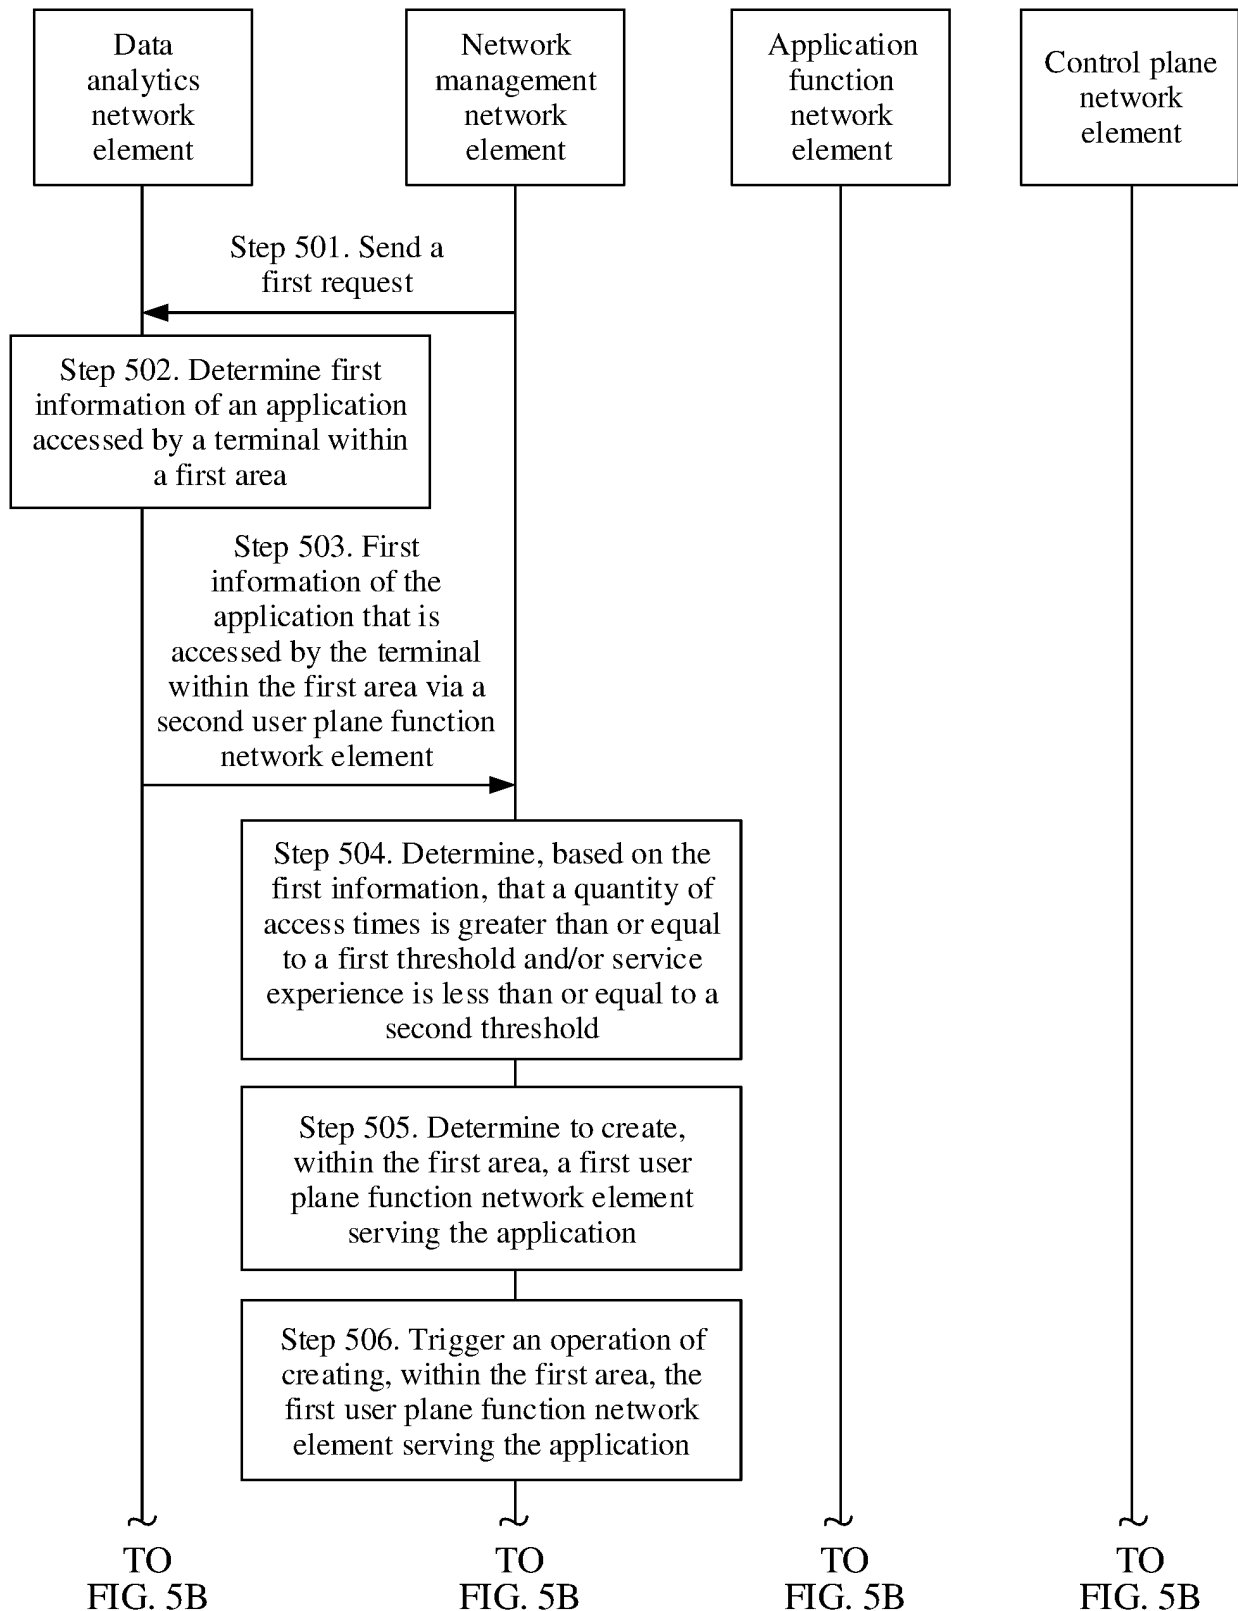 Data
analytics
network
element
Network
management
network
element
Application
function
network
element
Control plane
network
element
Step 501. Send a
first request
Step 502. Determine first
information of an application
accessed by a terminal within
a first area
Step 503. First
information of the
application that is
accessed by the terminal
within the first area via a
second user plane function
network element
Step 504. Determine, based on the
first information, that a quantity of
access times is greater than or equal
to a first threshold and/or service
experience is less than or equal to a
second threshold
Step 505. Determine to create,
within the first area, a first user
plane function network element
serving the application
Step 506. Trigger an operation of
creating, within the first area, the
first user plane function network
element serving the application
TO
FIG. 5B
TO
FIG. 5B
TO
FIG. 5B
TO
FIG. 5B